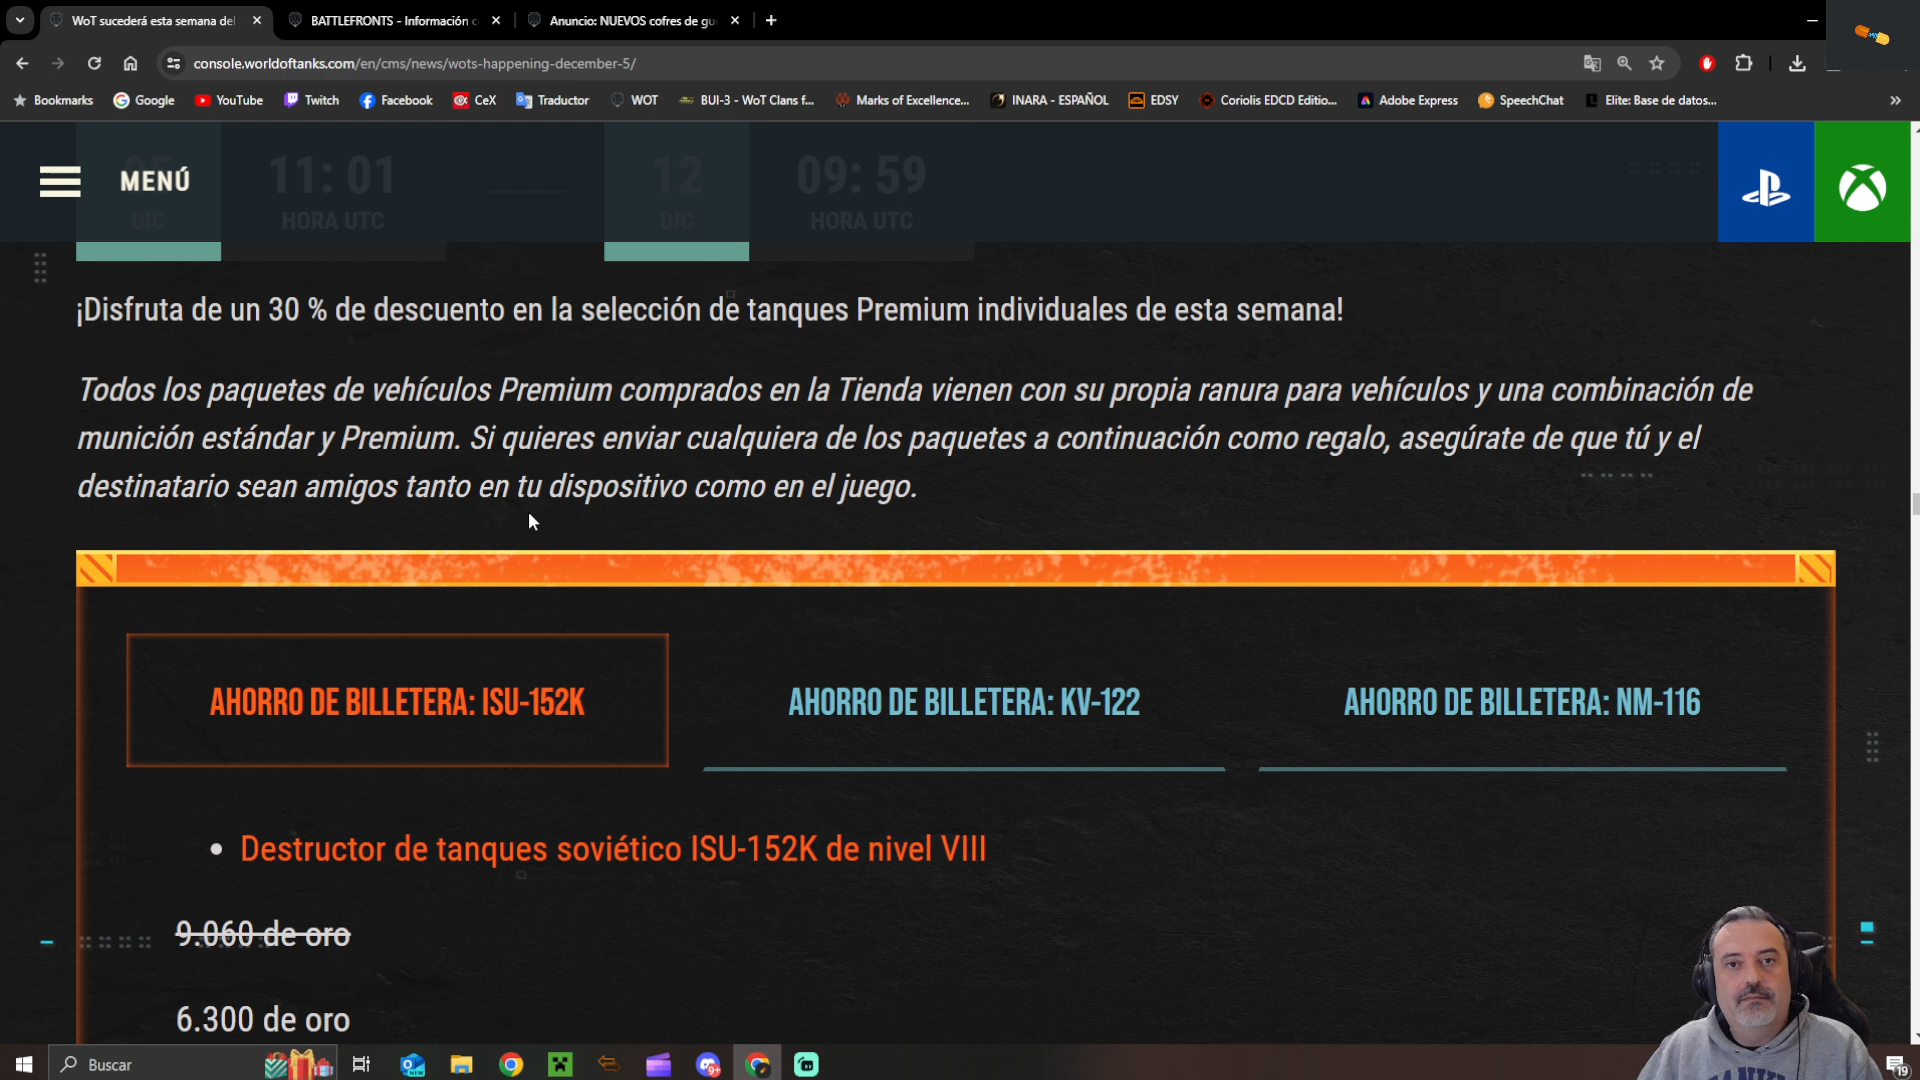 WoT sucederá esta semana del
BATTLEFRONTS - Información c
Anuncio: NUEVOS cofres de gue
console.worldoftanks.com/en/cms/news/wots-happening-december-5/
Bookmarks
Google
YouTube
Twitch
Facebook
CeX
Traductor
WOT
BUI-3 - WoT Clans f...
Marks of Excellence...
INARA - ESPAÑOL
EDSY
Coriolis EDCD Editio...
Adobe Express
SpeechChat
Elite: Base de datos...
MENÚ
05
DIC
11: 01
HORA UTC
12
DIC
09: 59
HORA UTC
¡Disfruta de un 30 % de descuento en la selección de tanques Premium individuales de esta semana!
Todos los paquetes de vehículos Premium comprados en la Tienda vienen con su propia ranura para vehículos y una combinación de
munición estándar y Premium. Si quieres enviar cualquiera de los paquetes a continuación como regalo, asegúrate de que tú y el
destinatario sean amigos tanto en tu dispositivo como en el juego.
AHORRO DE BILLETERA: ISU-152K
AHORRO DE BILLETERA: KV-122
AHORRO DE BILLETERA: NM-116
Destructor de tanques soviético ISU-152K de nivel VIII
9.060 de oro
6.300 de oro
Buscar
NEW
9+
19